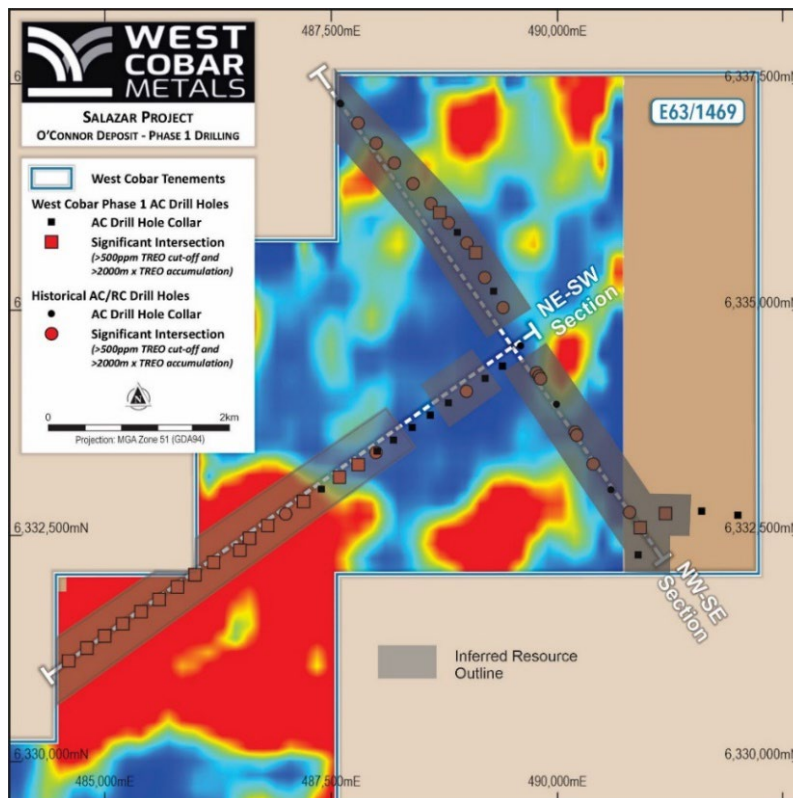 WEST
COBAR
METALS
SALAZAR PROJECT
O'CONNOR DEPOSIT - PHASE 1 DRILLING
West Cobar Tenements
West Cobar Phase 1 AC Drill Holes
AC Drill Hole Collar
Significant Intersection
(>500ppm TREO cut-off and
>2000m x TREO accumulation)
Historical AC/RC Drill Holes
AC Drill Hole Collar
Significant Intersection
(>500ppm TREO cut-off and
>2000m x TREO accumulation)
0 2km
Projection: MGA Zone 51 (GDA94)
487,500mE 490,000mE
6,337,500mN
E63/1469
6,335,000mN
NE-SW
Section
6,332,500mN 6,332,500mN
NW-SE
Section
Inferred Resource
Outline
6,330,000mN 6,330,000mN
485,000mE 487,500mE 490,000mE